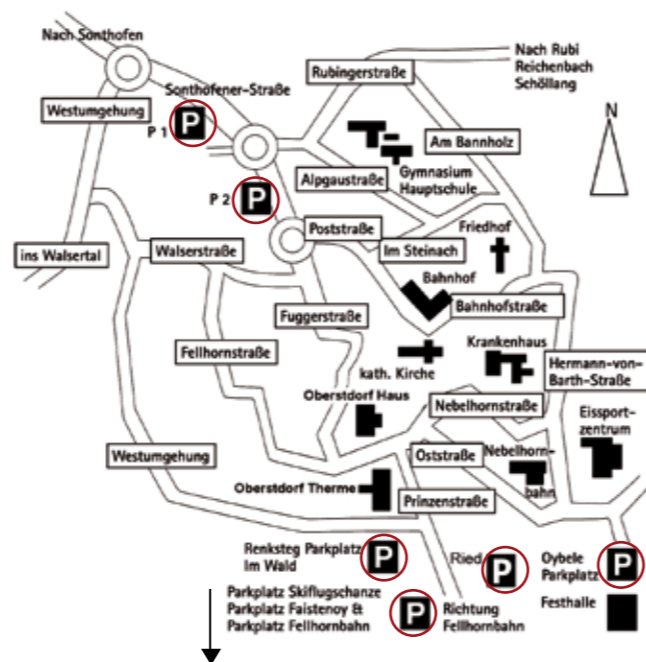 Nach Sonthofen
Sonthofener-Straße
Rubingerstraße
Nach Rubi
Reichenbach
Schöllang
Westumgehung
P
P 1
N
Am Bannholz
Gymnasium
Hauptschule
Alpgaustraße
P
P 2
Poststraße
Friedhof
Im Steinach
ins Walsertal
Walserstraße
Bahnhof
Bahnhofstraße
Fuggerstraße
Krankenhaus
Fellhornstraße
kath. Kirche
Hermann-von-
Barth-Straße
Oberstdorf Haus
Nebelhornstraße
Eissport-
zentrum
Westumgehung
Oststraße
Nebelhorn-
bahn
Oberstdorf Therme
Prinzenstraße
Renksteg Parkplatz
Im Wald
P
Ried
P
Oybele
Parkplatz
P
Parkplatz Skiflugschanze
Parkplatz Faistenoy &
Parkplatz Fellhornbahn
P
Richtung
Fellhornbahn
Festhalle